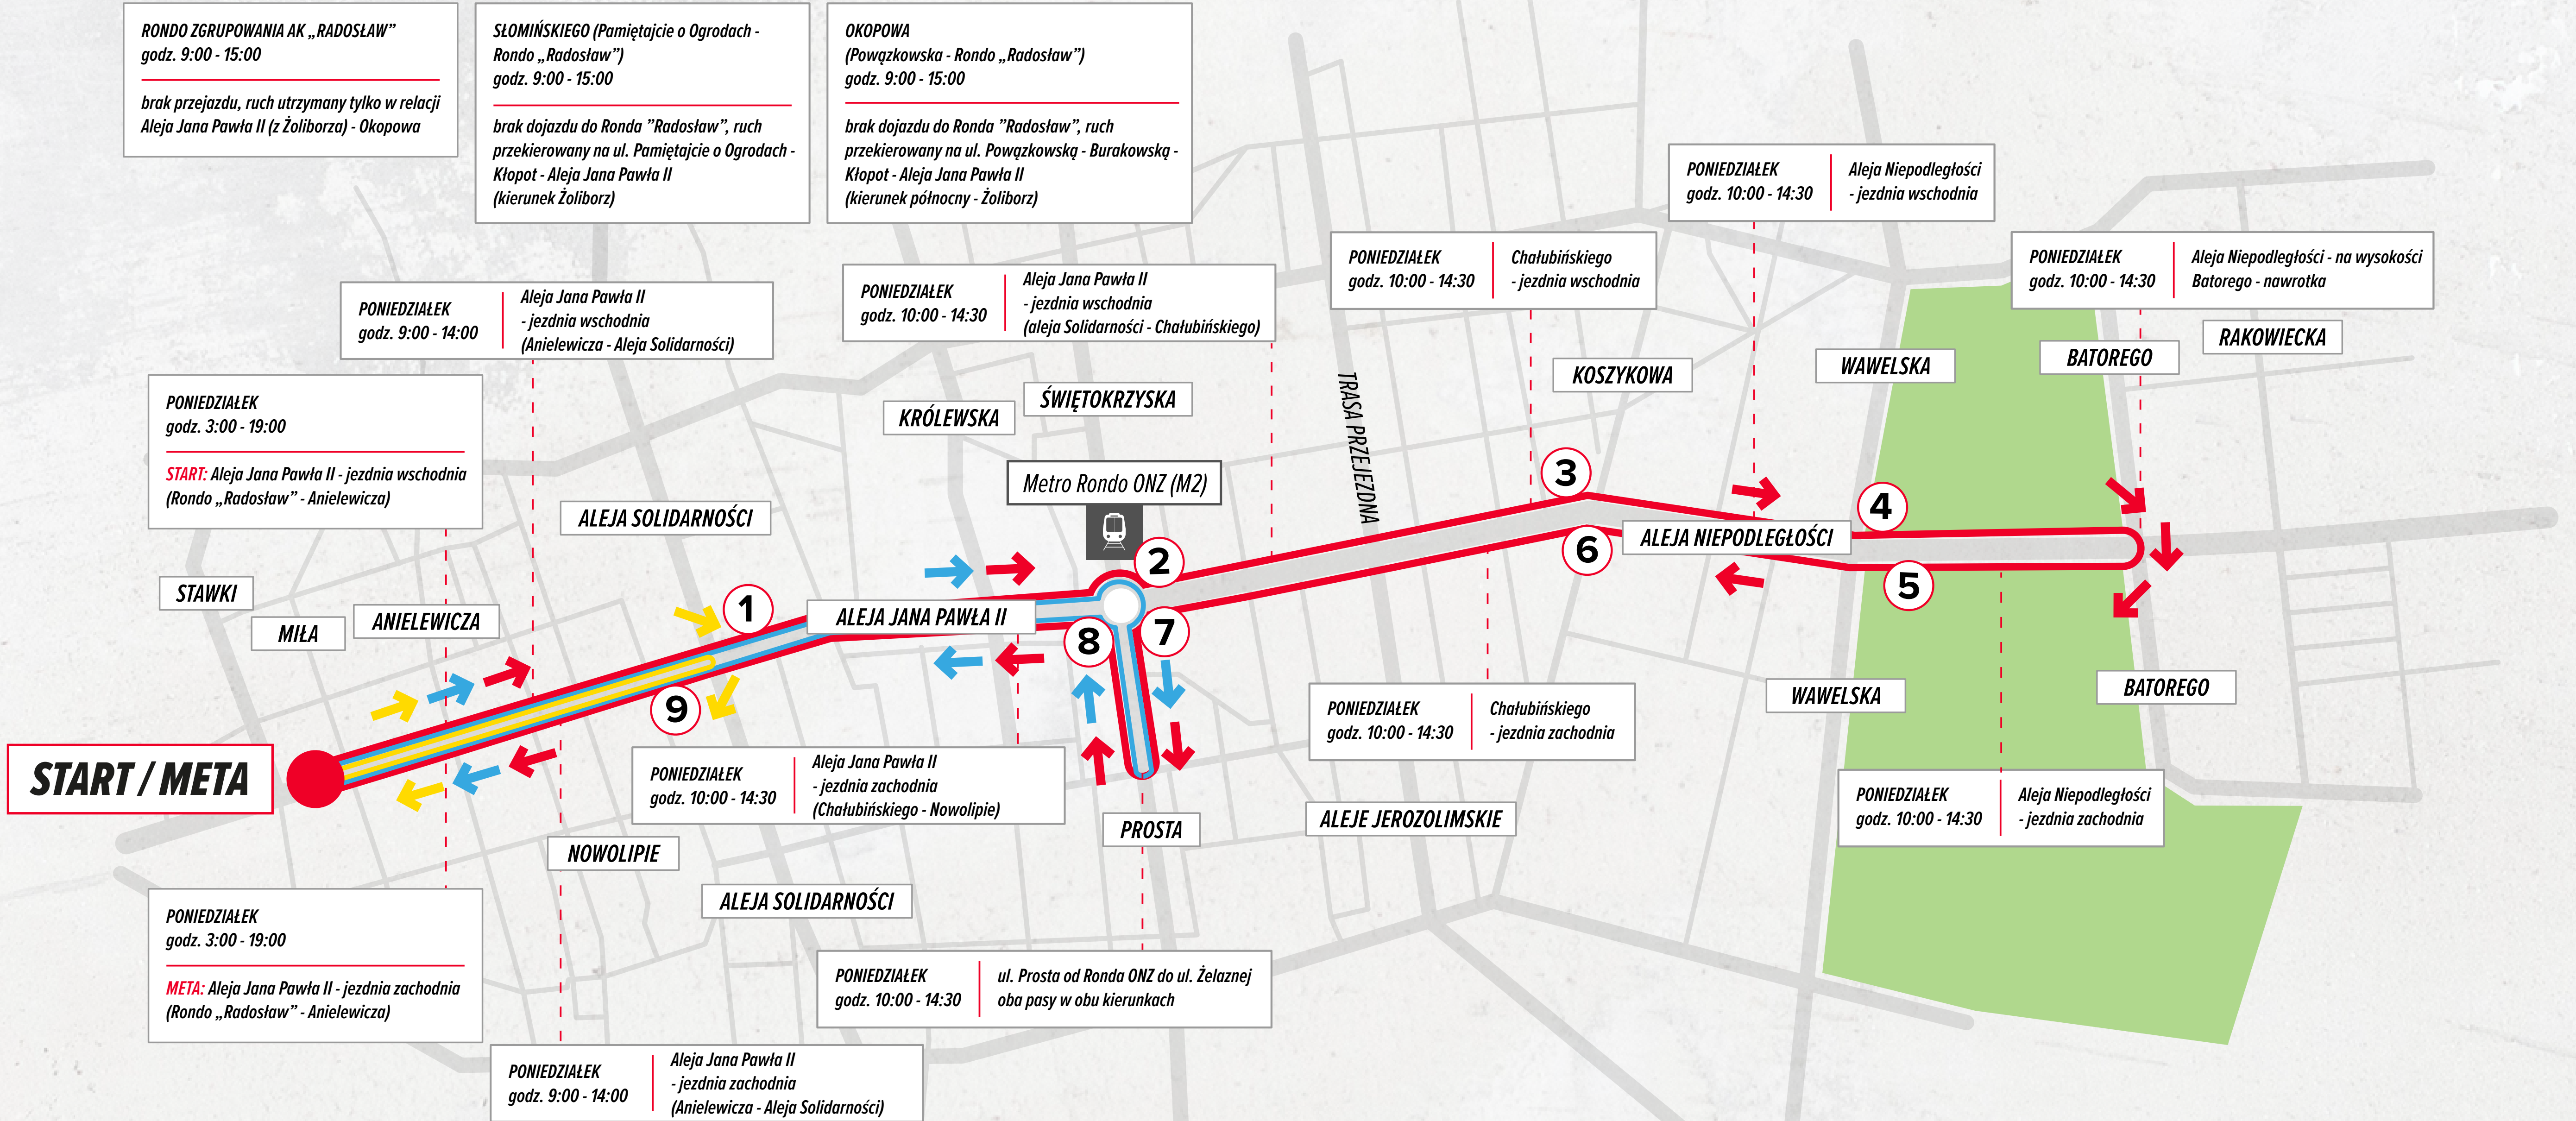 RONDO ZGRUPOWANIA AK „RADOSŁAW”
godz. 9:00 - 15:00
brak przejazdu, ruch utrzymany tylko w relacji
Aleja Jana Pawła II (z Żoliborza) - Okopowa
SŁOMIŃSKIEGO (Pamiętajcie o Ogrodach -
Rondo „Radosław”)
godz. 9:00 - 15:00
brak dojazdu do Ronda ”Radosław”, ruch
przekierowany na ul. Pamiętajcie o Ogrodach -
Kłopot - Aleja Jana Pawła II
(kierunek Żoliborz)
OKOPOWA
(Powązkowska - Rondo „Radosław”)
godz. 9:00 - 15:00
brak dojazdu do Ronda ”Radosław”, ruch
przekierowany na ul. Powązkowską - Burakowską -
Kłopot - Aleja Jana Pawła II
(kierunek północny - Żoliborz)
PONIEDZIAŁEK
godz. 10:00 - 14:30
Aleja Niepodległości
- jezdnia wschodnia
PONIEDZIAŁEK
godz. 10:00 - 14:30
Chałubińskiego
- jezdnia wschodnia
PONIEDZIAŁEK
godz. 10:00 - 14:30
Aleja Niepodległości - na wysokości
Batorego - nawrotka
PONIEDZIAŁEK
godz. 9:00 - 14:00
Aleja Jana Pawła II
- jezdnia wschodnia
(Anielewicza - Aleja Solidarności)
PONIEDZIAŁEK
godz. 10:00 - 14:30
Aleja Jana Pawła II
- jezdnia wschodnia
(aleja Solidarności - Chałubińskiego)
RAKOWIECKA
BATOREGO
WAWELSKA
KOSZYKOWA
TRASA PRZEJEZDNA
ŚWIĘTOKRZYSKA
KRÓLEWSKA
PONIEDZIAŁEK
godz. 3:00 - 19:00
START: Aleja Jana Pawła II - jezdnia wschodnia
(Rondo „Radosław” - Anielewicza)
Metro Rondo ONZ (M2)
ALEJA SOLIDARNOŚCI
3
4
ALEJA NIEPODLEGŁOŚCI
6
5
2
STAWKI
MIŁA
ANIELEWICZA
1
ALEJA JANA PAWŁA II
8
7
9
WAWELSKA
BATOREGO
START / META
PONIEDZIAŁEK
godz. 10:00 - 14:30
Aleja Jana Pawła II
- jezdnia zachodnia
(Chałubińskiego - Nowolipie)
PONIEDZIAŁEK
godz. 10:00 - 14:30
Chałubińskiego
- jezdnia zachodnia
PONIEDZIAŁEK
godz. 10:00 - 14:30
Aleja Niepodległości
- jezdnia zachodnia
PROSTA
ALEJE JEROZOLIMSKIE
NOWOLIPIE
ALEJA SOLIDARNOŚCI
PONIEDZIAŁEK
godz. 3:00 - 19:00
META: Aleja Jana Pawła II - jezdnia zachodnia
(Rondo „Radosław” - Anielewicza)
PONIEDZIAŁEK
godz. 10:00 - 14:30
ul. Prosta od Ronda ONZ do ul. Żelaznej
oba pasy w obu kierunkach
PONIEDZIAŁEK
godz. 9:00 - 14:00
Aleja Jana Pawła II
- jezdnia zachodnia
(Anielewicza - Aleja Solidarności)